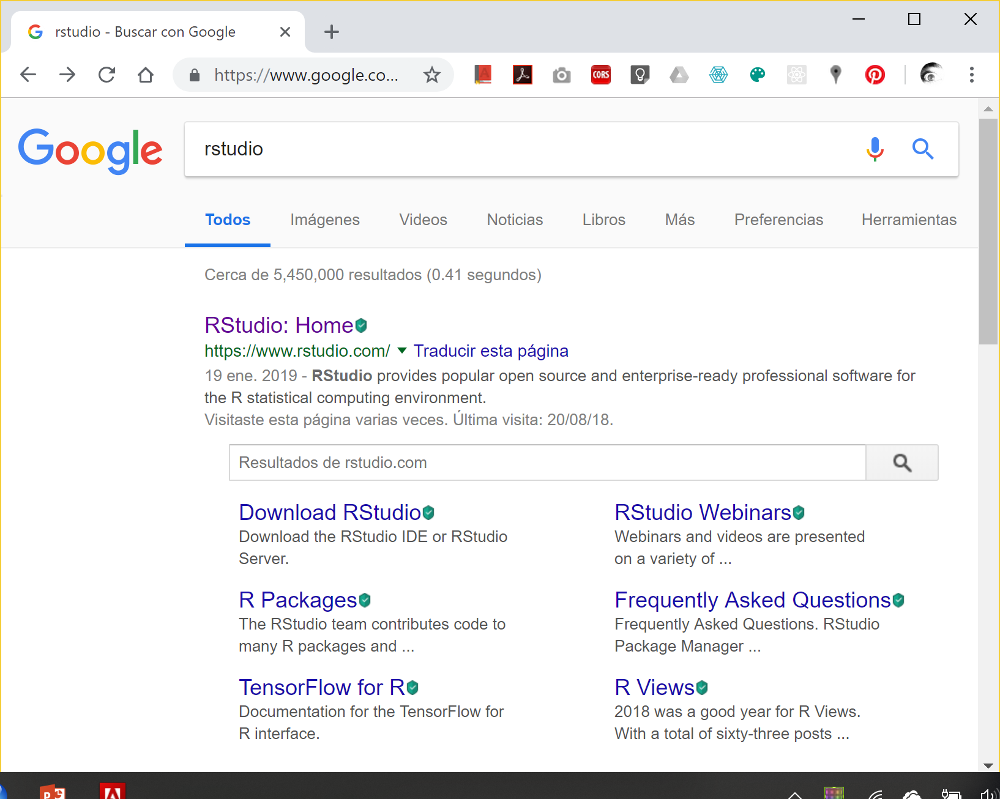 rstudio - Buscar con Google
https://www.google.co...
CORS
Google
rstudio
Todos Imágenes Videos Noticias Libros Más Preferencias Herramientas
Cerca de 5,450,000 resultados (0.41 segundos)
RStudio: Home
https://www.rstudio.com/ Traducir esta página
19 ene. 2019 - RStudio provides popular open source and enterprise-ready professional software for
the R statistical computing environment.
Visitaste esta página varias veces. Última visita: 20/08/18.
Resultados de rstudio.com
Download RStudio
Download the RStudio IDE or RStudio
Server.
RStudio Webinars
Webinars and videos are presented
on a variety of ...
R Packages
The RStudio team contributes code to
many R packages and ...
Frequently Asked Questions
Frequently Asked Questions. RStudio
Package Manager ...
TensorFlow for R
Documentation for the TensorFlow for
R interface.
R Views
2018 was a good year for R Views.
With a total of sixty-three posts ...